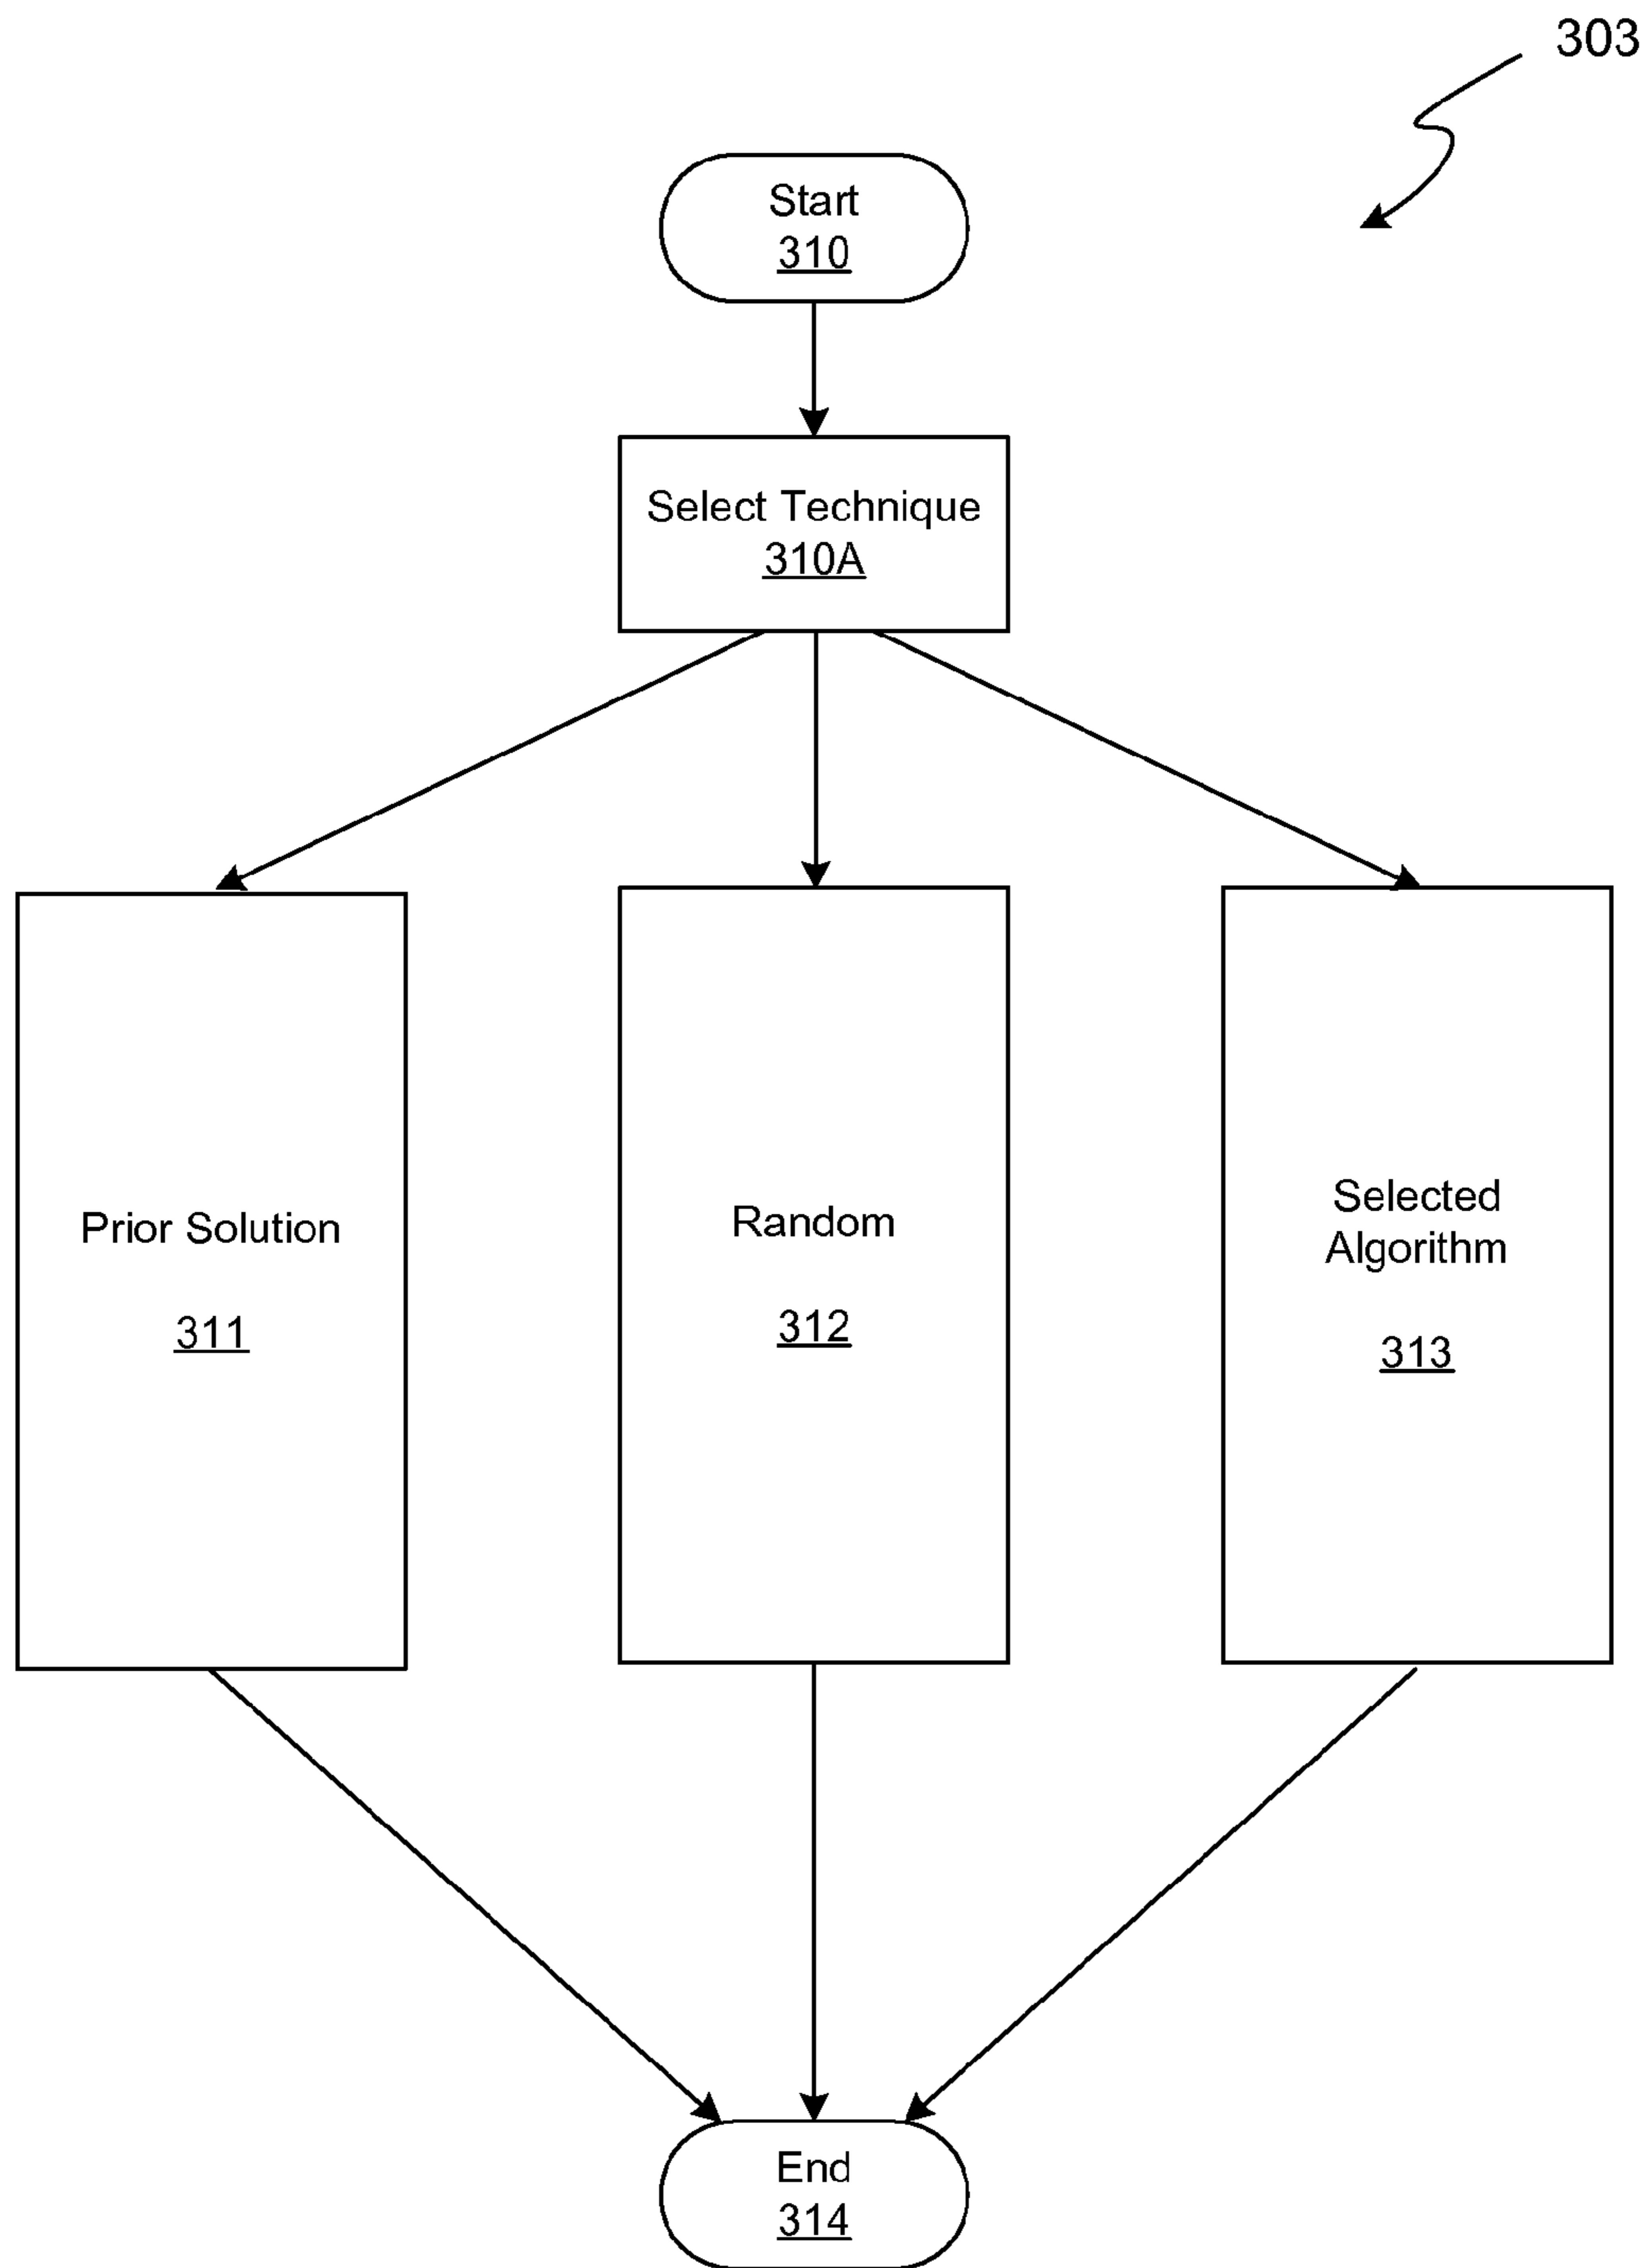 303
Start
310
Select Technique
310A
Prior Solution
311
Random
312
Selected
Algorithm
313
End
314